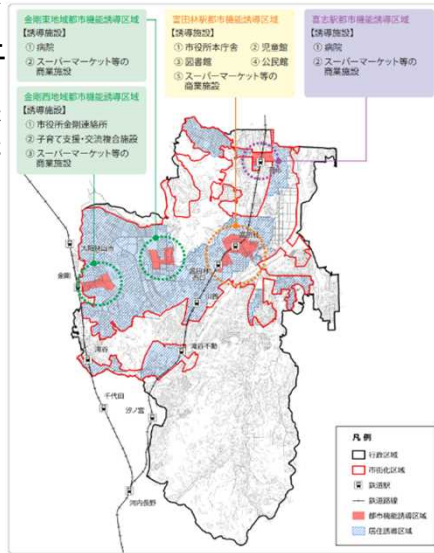 金剛東地域都市機能誘導区域
【誘導施設】
① 病院
② スーパーマーケット等の
商業施設
富田林駅都市機能誘導区域
【誘導施設】
① 市役所本庁舎 ② 児童館
③ 図書館 ④ 公民館
⑤ スーパーマーケット等の
商業施設
喜志駅都市機能誘導区域
【誘導施設】
① 病院
② スーパーマーケット等の
商業施設
金剛西地域都市機能誘導区域
【誘導施設】
① 市役所金剛連絡所
② 子育て支援・交流複合施設
③ スーパーマーケット等の
商業施設
大阪狭山市
金剛
滝谷
滝谷不動
千代田
汐ノ宮
河内長野
凡例
行政区域
市街化区域
鉄道駅
鉄道路線
都市機能誘導区域
居住誘導区域